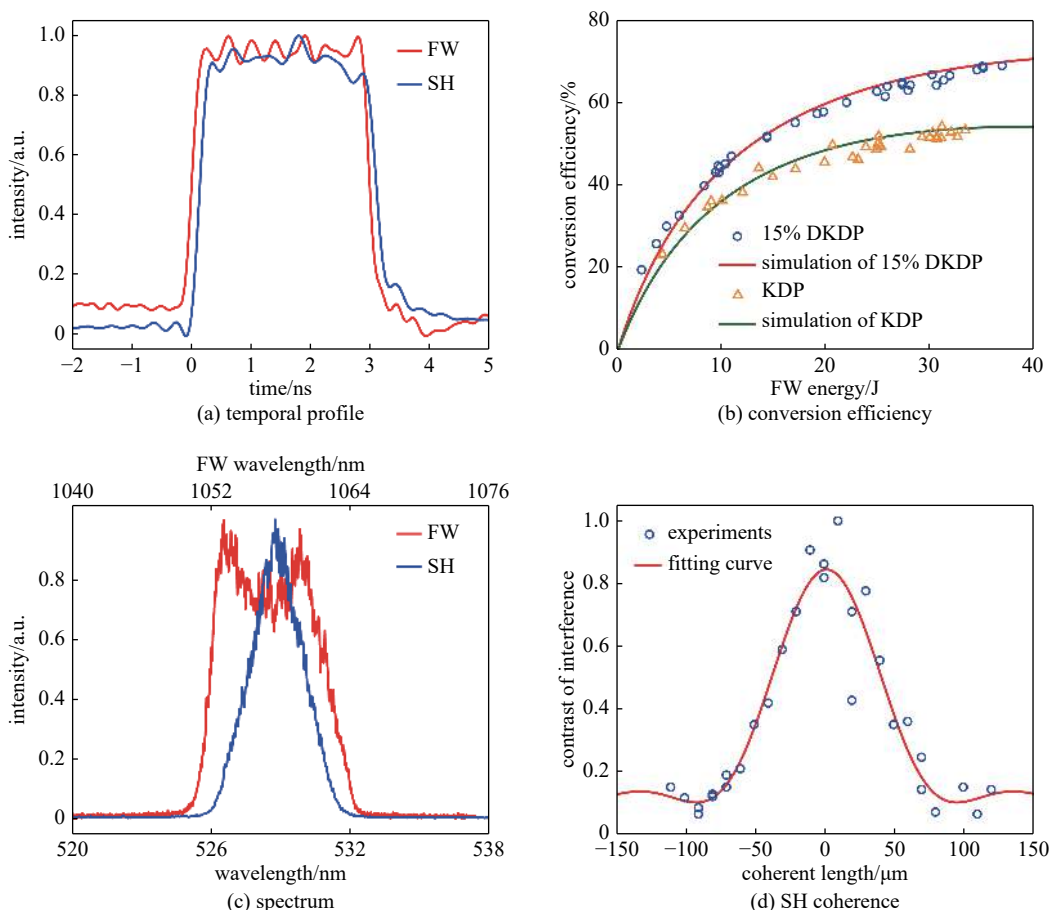 1.0
0.8
0.6
0.4
0.2
0
intensity/a.u.
FW
SH
−2 −1 0 1 2 3 4 5
time/ns
(a) temporal profile
80
60
40
20
0
conversion efficiency/%
15% DKDP
simulation of 15% DKDP
KDP
simulation of KDP
0 10 20 30 40
FW energy/J
(b) conversion efficiency
FW wavelength/nm
1040 1052 1064 1076
1.0
0.8
0.6
0.4
0.2
0
intensity/a.u.
FW
SH
520 526 532 538
wavelength/nm
(c) spectrum
1.0
0.8
0.6
0.4
0.2
0
contrast of interference
experiments
fitting curve
−150 −100 −50 0 50 100 150
coherent length/μm
(d) SH coherence